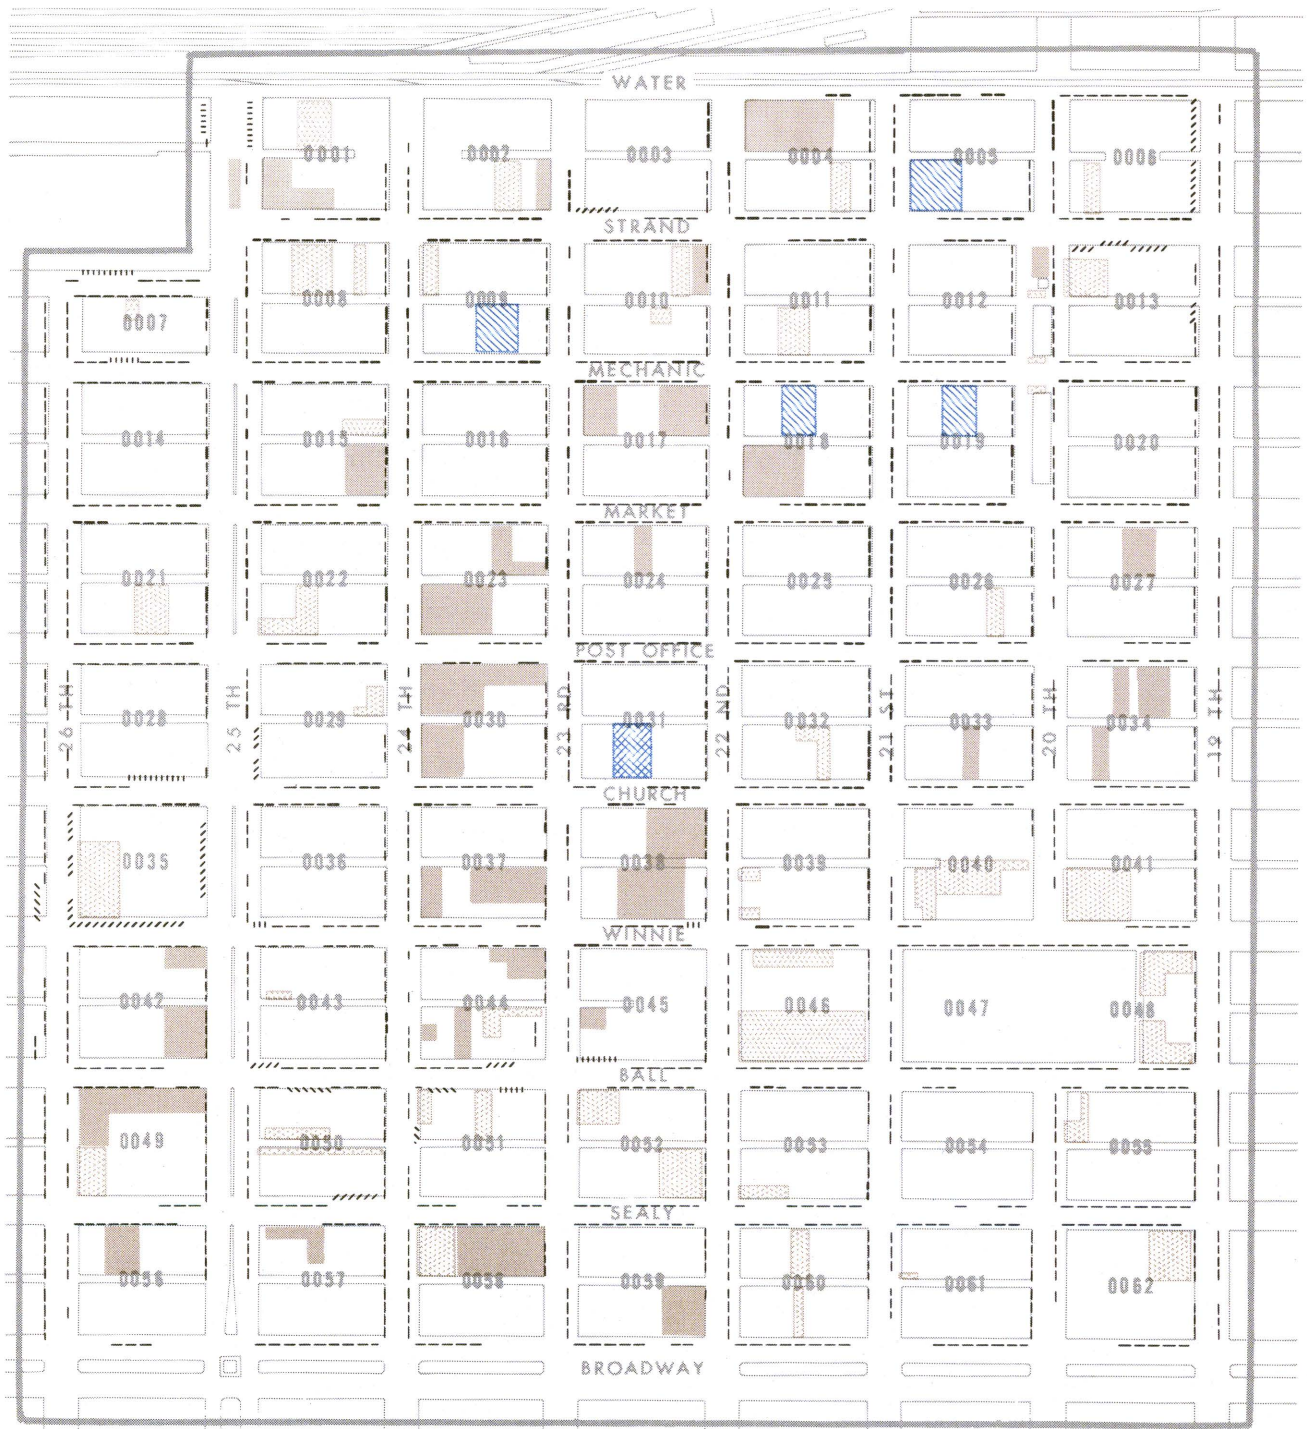 WATER
0001 0002 0003 0004 0005 0006
STRAND
0007 0008 0009 0010 0011 0012 0013
MECHANIC
0014 0015 0016 0017 0018 0019 0020
MARKET
0021 0022 0023 0024 0025 0026 0027
POST OFFICE
26 TH 25 TH 24 TH 23 RD 22 ND 21 ST 20 TH 19 TH
0028 0029 0030 0031 0032 0033 0034
CHURCH
0035 0036 0037 0038 0039 0040 0041
WINNIE
0042 0043 0044 0045 0046 0047 0048
BALL
0049 0050 0051 0052 0053 0054 0055
SEALY
0056 0057 0058 0059 0060 0061 0062
BROADWAY